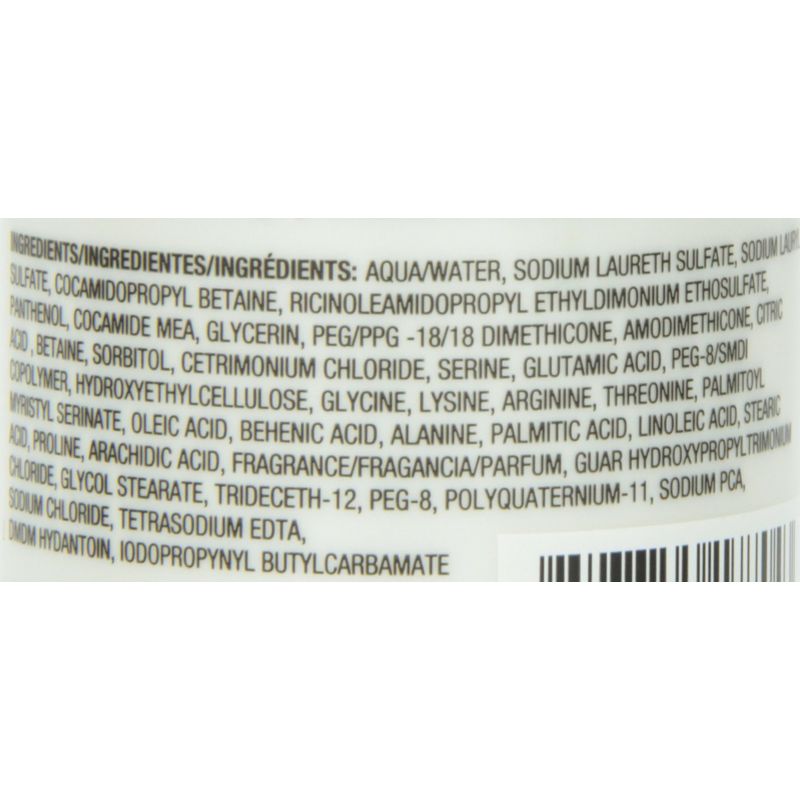 INGREDIENTS/INGREDIENTES/INGRÉDIENTS: AQUA/WATER, SODIUM LAURETH SULFATE, SODIUM LAURYL
SULFATE, COCAMIDOPROPYL BETAINE, RICINOLEAMIDOPROPYL ETHYLDIMONIUM ETHOSULFATE,
PANTHENOL, COCAMIDE MEA, GLYCERIN, PEG/PPG -18/18 DIMETHICONE, AMODIMETHICONE, CITRIC
ACID , BETAINE, SORBITOL, CETRIMONIUM CHLORIDE, SERINE, GLUTAMIC ACID, PEG-8/SMDI
COPOLYMER, HYDROXYETHYLCELLULOSE, GLYCINE, LYSINE, ARGININE, THREONINE, PALMITOYL
MYRISTYL SERINATE, OLEIC ACID, BEHENIC ACID, ALANINE, PALMITIC ACID, LINOLEIC ACID, STEARIC
ACID, PROLINE, ARACHIDIC ACID, FRAGRANCE/FRAGANCIA/PARFUM, GUAR HYDROXYPROPYLTRIMONIUM
CHLORIDE, GLYCOL STEARATE, TRIDECETH-12, PEG-8, POLYQUATERNIUM-11, SODIUM PCA,
SODIUM CHLORIDE, TETRASODIUM EDTA,
DMDM HYDANTOIN, IODOPROPYNYL BUTYLCARBAMATE